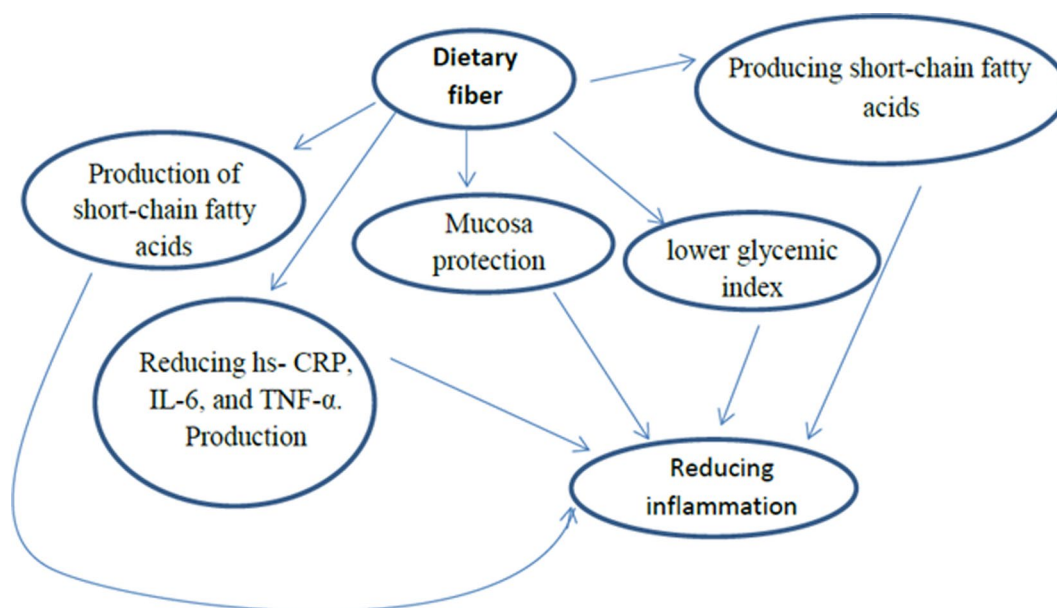 Dietary
fiber
Producing short-chain fatty
acids
Production of
short-chain fatty
acids
Mucosa
protection
lower glycemic
index
Reducing hs- CRP,
IL-6, and TNF-α.
Production
Reducing
inflammation